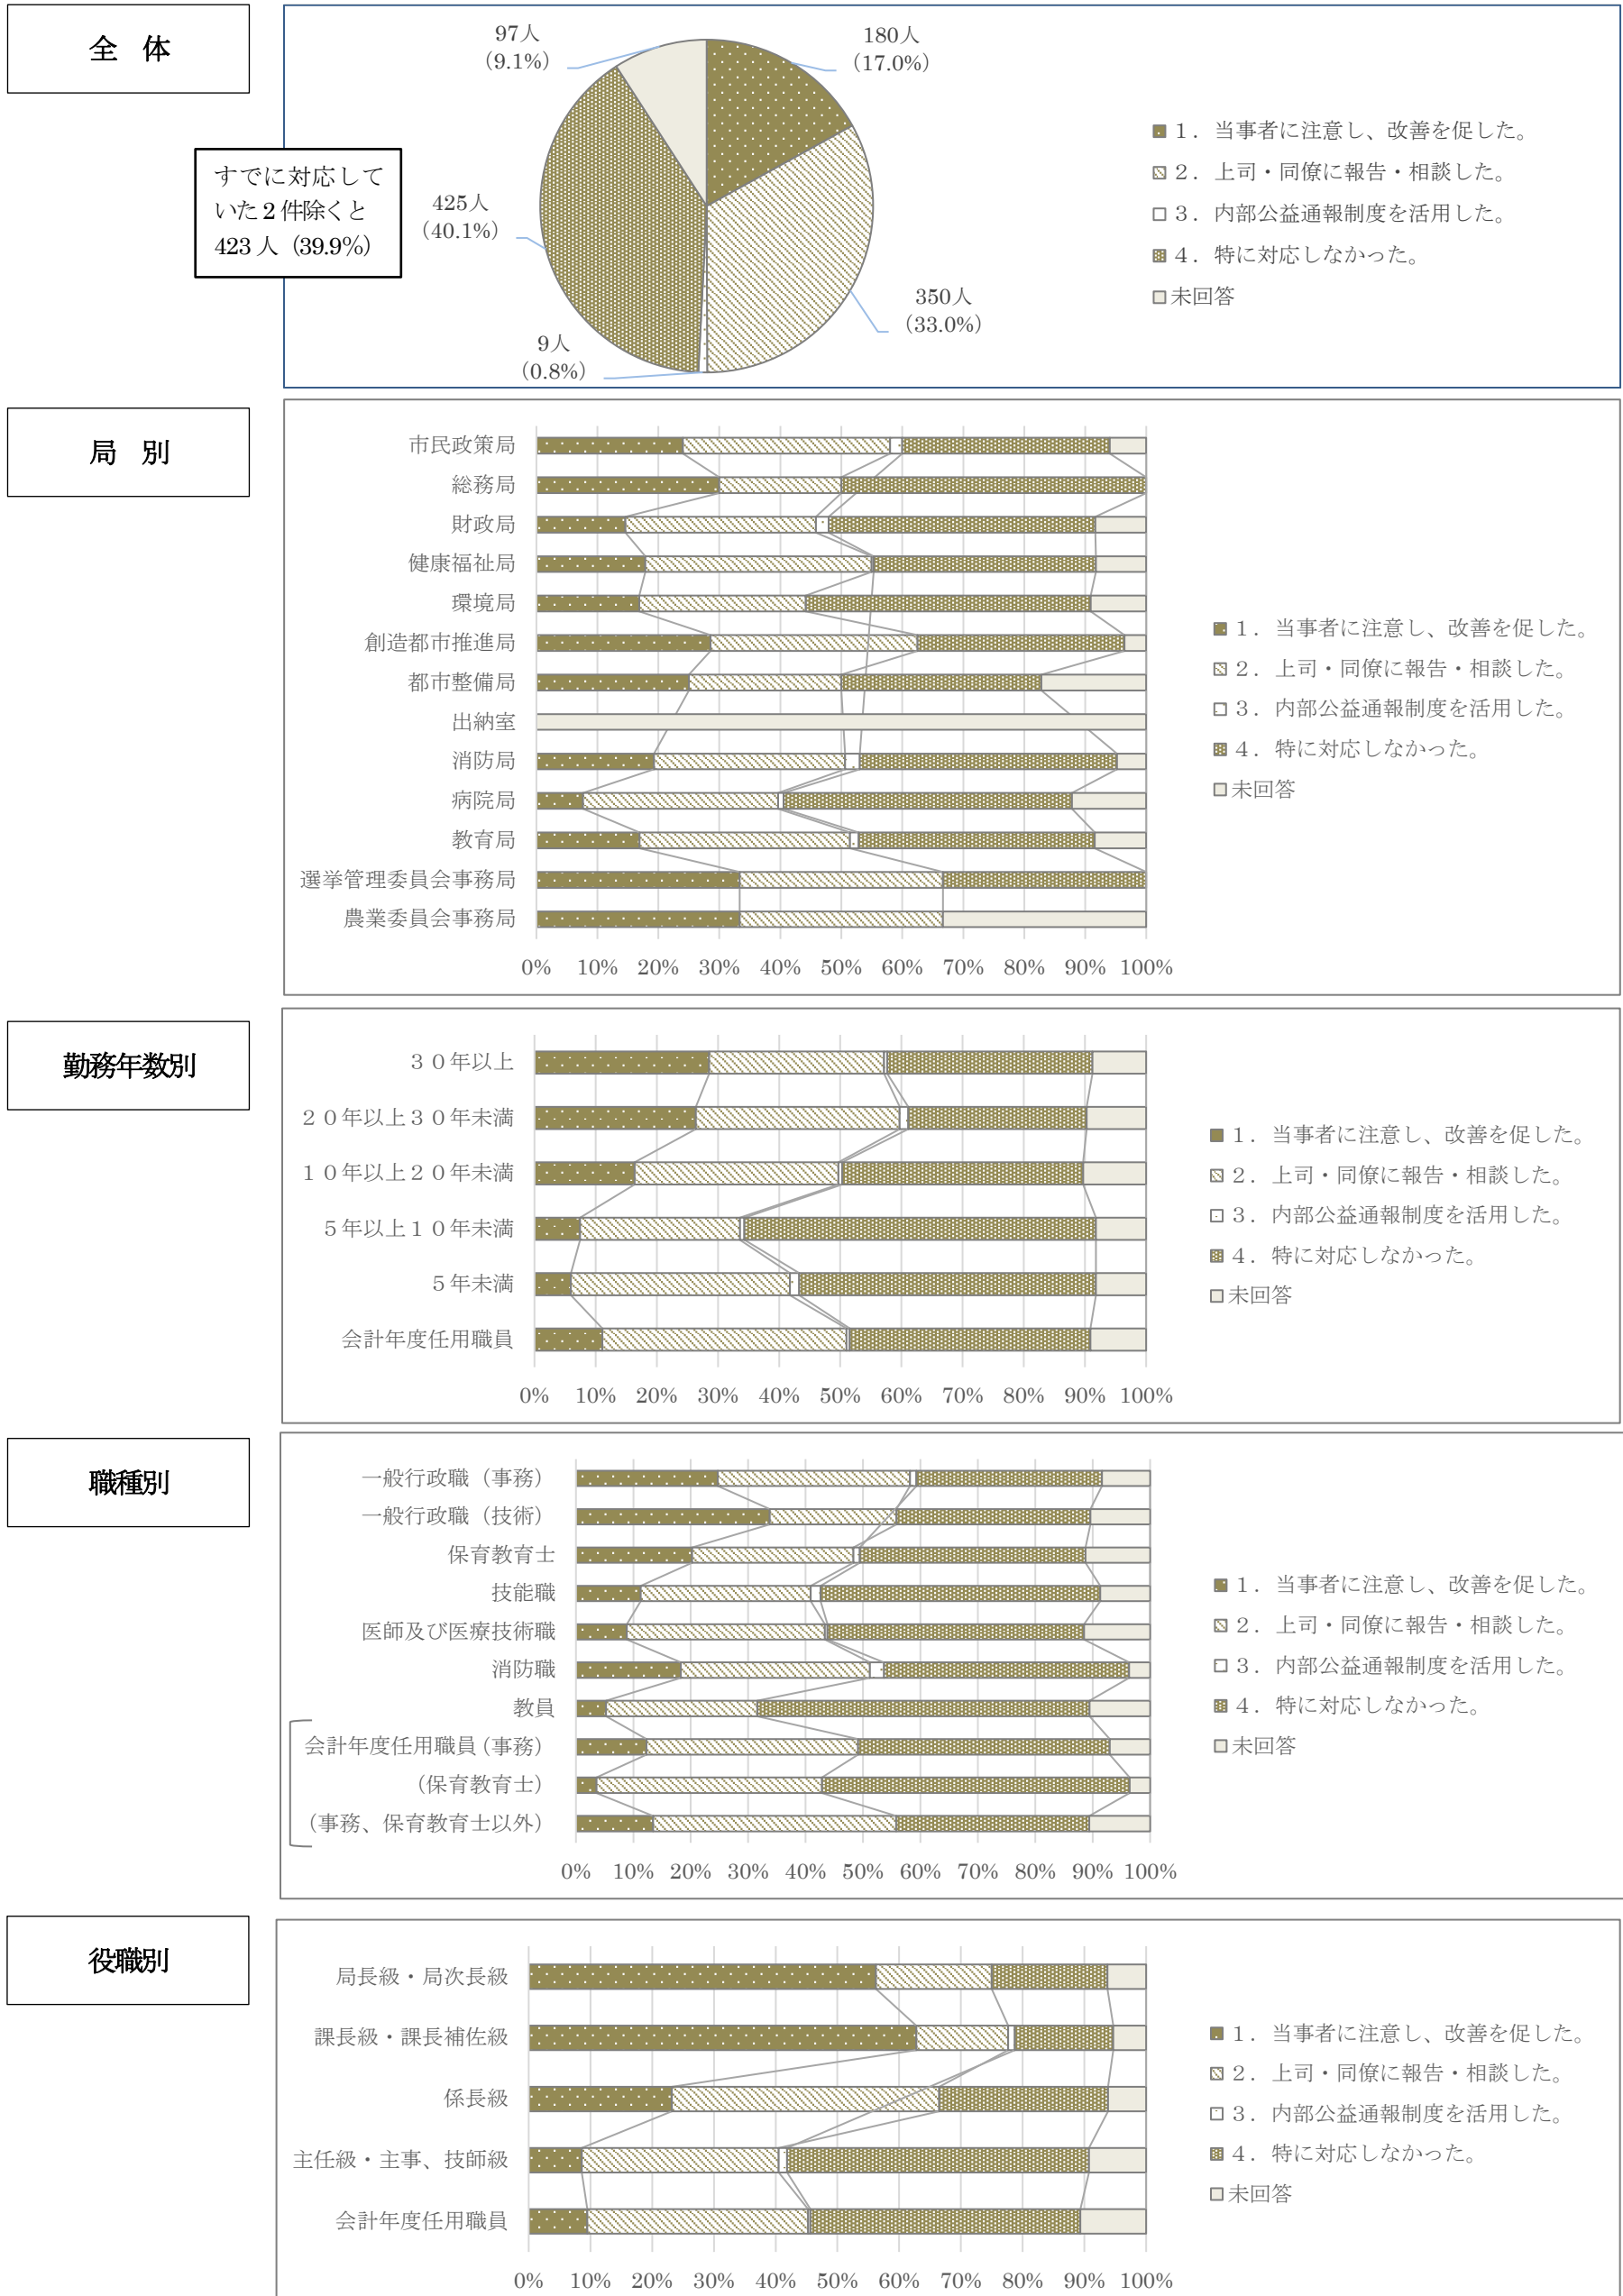 全　体
97人
（9.1%）
180人
（17.0%）
すでに対応して
いた2件除くと
423人（39.9%）
425人
（40.1%）
350人
（33.0%）
9人
（0.8%）
１．当事者に注意し、改善を促した。
２．上司・同僚に報告・相談した。
３．内部公益通報制度を活用した。
４．特に対応しなかった。
未回答
局　別
市民政策局
総務局
財政局
健康福祉局
環境局
創造都市推進局
都市整備局
出納室
消防局
病院局
教育局
選挙管理委員会事務局
農業委員会事務局
0% 10% 20% 30% 40% 50% 60% 70% 80% 90% 100%
１．当事者に注意し、改善を促した。
２．上司・同僚に報告・相談した。
３．内部公益通報制度を活用した。
４．特に対応しなかった。
未回答
勤務年数別
３０年以上
２０年以上３０年未満
１０年以上２０年未満
５年以上１０年未満
５年未満
会計年度任用職員
0% 10% 20% 30% 40% 50% 60% 70% 80% 90% 100%
１．当事者に注意し、改善を促した。
２．上司・同僚に報告・相談した。
３．内部公益通報制度を活用した。
４．特に対応しなかった。
未回答
職種別
一般行政職（事務）
一般行政職（技術）
保育教育士
技能職
医師及び医療技術職
消防職
教員
会計年度任用職員（事務）
（保育教育士）
（事務、保育教育士以外）
0% 10% 20% 30% 40% 50% 60% 70% 80% 90% 100%
１．当事者に注意し、改善を促した。
２．上司・同僚に報告・相談した。
３．内部公益通報制度を活用した。
４．特に対応しなかった。
未回答
役職別
局長級・局次長級
課長級・課長補佐級
係長級
主任級・主事、技師級
会計年度任用職員
0% 10% 20% 30% 40% 50% 60% 70% 80% 90% 100%
１．当事者に注意し、改善を促した。
２．上司・同僚に報告・相談した。
３．内部公益通報制度を活用した。
４．特に対応しなかった。
未回答